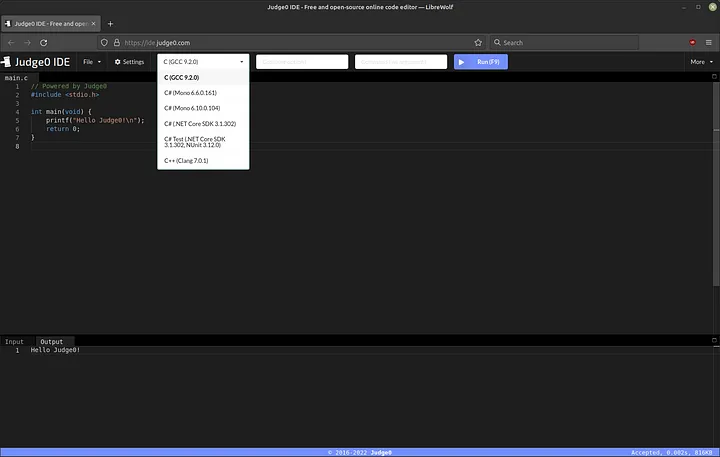 Judge0 IDE - Free and open-source online code editor — LibreWolf
Judge0 IDE - Free and open-
https://ide.judge0.com
Search
Judge0 IDE
File
Settings
C (GCC 9.2.0)
Compiler options
Command line arguments
Run (F9)
More
C (GCC 9.2.0)
C# (Mono 6.6.0.161)
C# (Mono 6.10.0.104)
C# (.NET Core SDK 3.1.302)
C# Test (.NET Core SDK
3.1.302, NUnit 3.12.0)
C++ (Clang 7.0.1)
main.c
1 // Powered by Judge0
2 #include <stdio.h>
3
4 int main(void) {
5 printf("Hello Judge0!\n");
6 return 0;
7 }
8
Input
Output
1 Hello Judge0!
© 2016-2022 Judge0
Accepted, 0.002s, 816KB